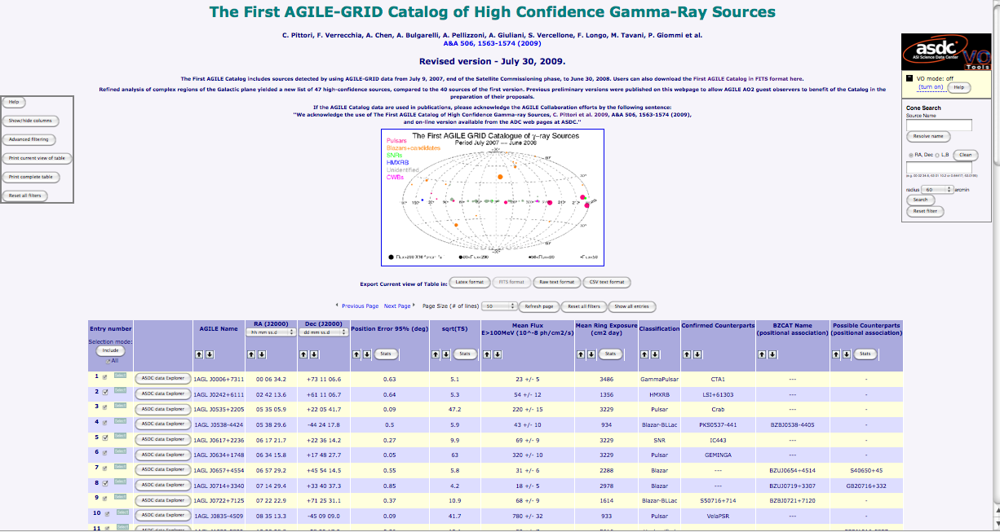 The First AGILE-GRID Catalog of High Confidence Gamma-Ray Sources
C. Pittori, F. Verrecchia, A. Chen, A. Bulgarelli, A. Pellizzoni, A. Giuliani, S. Vercellone, F. Longo, M. Tavani, P. Giommi et al.
A&A 506, 1563-1574 (2009)
Revised version - July 30, 2009.
The First AGILE Catalog includes sources detected by using AGILE-GRID data from July 9, 2007, end of the Satellite Commissioning phase, to June 30, 2008. Users can also download the First AGILE Catalog in FITS format here.
Refined analysis of complex regions of the Galactic plane yielded a new list of 47 high-confidence sources, compared to the 40 sources of the first version. Previous preliminary versions were published on this webpage to allow AGILE AO2 guest observers to benefit of the Catalog in the
preparation of their proposals.
If the AGILE Catalog data are used in publications, please acknowledge the AGILE Collaboration efforts by the following sentence:
"We acknowledge the use of The First AGILE Catalog of High Confidence Gamma-ray Sources, C. Pittori et al. 2009, A&A 506, 1563-1574 (2009),
and on-line version available from the ADC web pages at ASDC."
Help
Show/hide columns
Advanced filtering
Print current view of table
Print complete table
Reset all filters
asdc
ASI Science Data Center
VO
Tools
VO mode: off
(turn on) Help
Cone Search
Source Name
Resolve name
RA, Dec L,B Clean
radius 60 arcmin
Search
Reset filter
The First AGILE GRID Catalogue of γ-ray Sources
Period July 2007 — June 2008
Pulsars
Blazars+candidates
SNRs
HMXRB
Unidentified
CWBs
Export Current view of Table in: Latex format FITS format Raw text format CSV text format
Previous Page Next Page Page Size (# of lines) 50 Refresh page Reset all filters Show all entries
Entry number AGILE Name RA (J2000) Dec (J2000) Position Error 95% (deg) sqrt(TS) Mean Flux E>100MeV (10^-8 ph/cm2/s) Mean Ring Exposure (cm2 day) Classification Confirmed Counterparts BZCAT Name (positional association) Possible Counterparts (positional association)
Selection mode: hh mm ss.d dd mm ss.d
Include
All Stats Stats Stats Stats
1 Select ASDC data Explorer 1AGL J0006+7311 00 06 34.2 +73 11 06.6 0.63 5.1 23 +/- 5 3486 GammaPulsar CTA1 --- -
2 Select ASDC data Explorer 1AGL J0242+6111 02 42 13.6 +61 11 06.7 0.64 5.3 54 +/- 12 1356 HMXRB LSI+61303 --- -
3 Select ASDC data Explorer 1AGL J0535+2205 05 35 05.9 +22 05 41.7 0.09 47.2 220 +/- 15 3229 Pulsar Crab --- -
4 Select ASDC data Explorer 1AGL J0538-4424 05 38 29.6 -44 24 17.8 0.5 5.9 43 +/- 10 934 Blazar-BLLac PKS0537-441 BZBJ0538-4405 -
5 Select ASDC data Explorer 1AGL J0617+2236 06 17 21.7 +22 36 14.2 0.27 9.9 69 +/- 9 3229 SNR IC443 --- -
6 Select ASDC data Explorer 1AGL J0634+1748 06 34 15.8 +17 48 27.7 0.05 63 320 +/- 10 3229 Pulsar GEMINGA --- -
7 Select ASDC data Explorer 1AGL J0657+4554 06 57 29.2 +45 54 14.5 0.55 5.8 31 +/- 6 2288 Blazar --- BZUJ0654+4514 S40650+45
8 Select ASDC data Explorer 1AGL J0714+3340 07 14 29.4 +33 40 37.3 0.85 4.2 18 +/- 5 2978 Blazar --- BZUJ0719+3307 GB20716+332
9 Select ASDC data Explorer 1AGL J0722+7125 07 22 22.9 +71 25 31.1 0.37 10.9 68 +/- 9 1614 Blazar-BLLac S50716+714 BZBJ0721+7120 -
10 Select ASDC data Explorer 1AGL J0835-4509 08 35 13.3 -45 09 09.0 0.09 41.7 780 +/- 32 933 Pulsar VelaPSR --- -
11